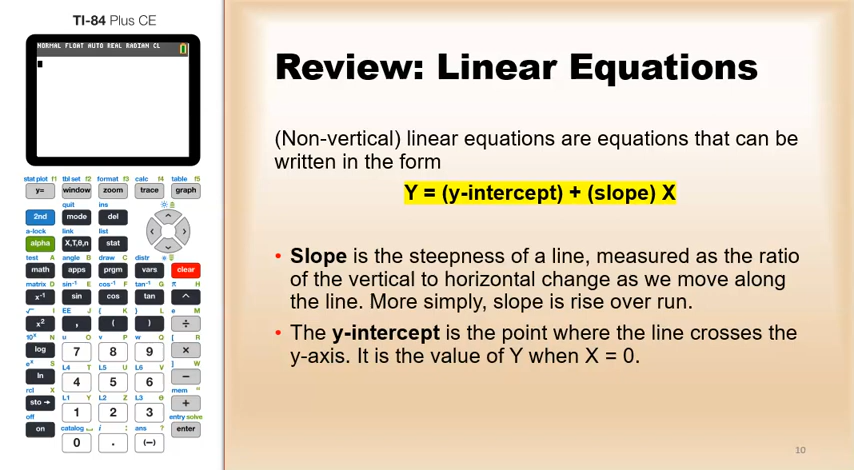 TI-84 Plus CE
NORMAL FLOAT AUTO REAL RADIAN CL
stat plot f1 tbl set f2 format f3 calc f4 table f5
y= window zoom trace graph
quit ins
2nd mode del
a-lock link list
alpha X,T,θ,n stat
test A angle B draw C distr
math apps prgm vars clear
matrix D sin⁻¹ E cos⁻¹ F tan⁻¹ G π H
x⁻¹ sin cos tan ^
√ I EE J { K } L e M
x² , ( ) ÷
10ˣ N u O v P w Q [ R
log 7 8 9 ×
eˣ S L4 T L5 U L6 V ] W
ln 4 5 6 −
rcl X L1 Y L2 Z L3 θ mem "
sto→ 1 2 3 +
off catalog i : ans ? entry solve
on 0 . (−) enter
Review: Linear Equations
(Non-vertical) linear equations are equations that can be
written in the form
Y = (y-intercept) + (slope) X
• Slope is the steepness of a line, measured as the ratio
of the vertical to horizontal change as we move along
the line. More simply, slope is rise over run.
• The y-intercept is the point where the line crosses the
y-axis. It is the value of Y when X = 0.
10